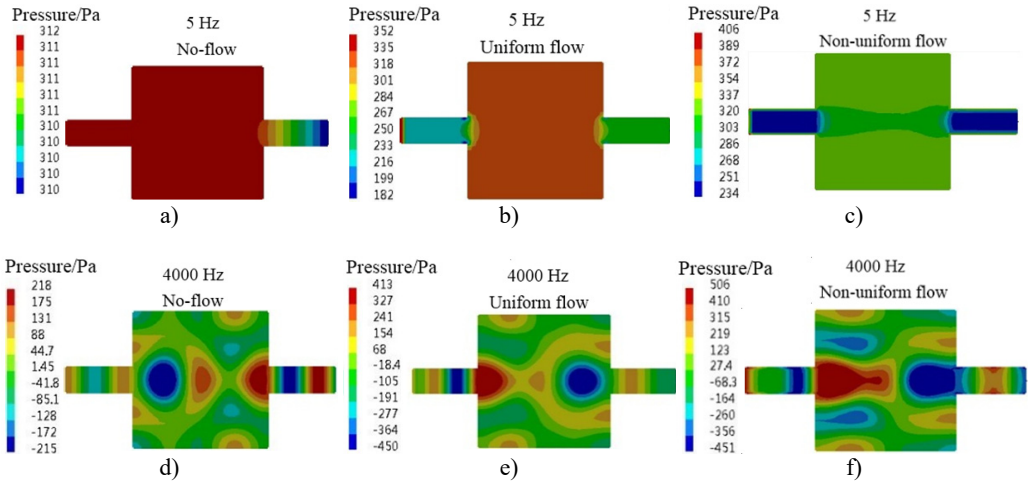 Pressure/Pa
5 Hz
No-flow
312
311
311
311
311
311
310
310
310
310
310
a)
Pressure/Pa
5 Hz
Uniform flow
352
335
318
301
284
267
250
233
216
199
182
b)
Pressure/Pa
5 Hz
Non-uniform flow
406
389
372
354
337
320
303
286
268
251
234
c)
Pressure/Pa
4000 Hz
No-flow
218
175
131
88
44.7
1.45
-41.8
-85.1
-128
-172
-215
d)
Pressure/Pa
4000 Hz
Uniform flow
413
327
241
154
68
-18.4
-105
-191
-277
-364
-450
e)
Pressure/Pa
4000 Hz
Non-uniform flow
506
410
315
219
123
27.4
-68.3
-164
-260
-356
-451
f)